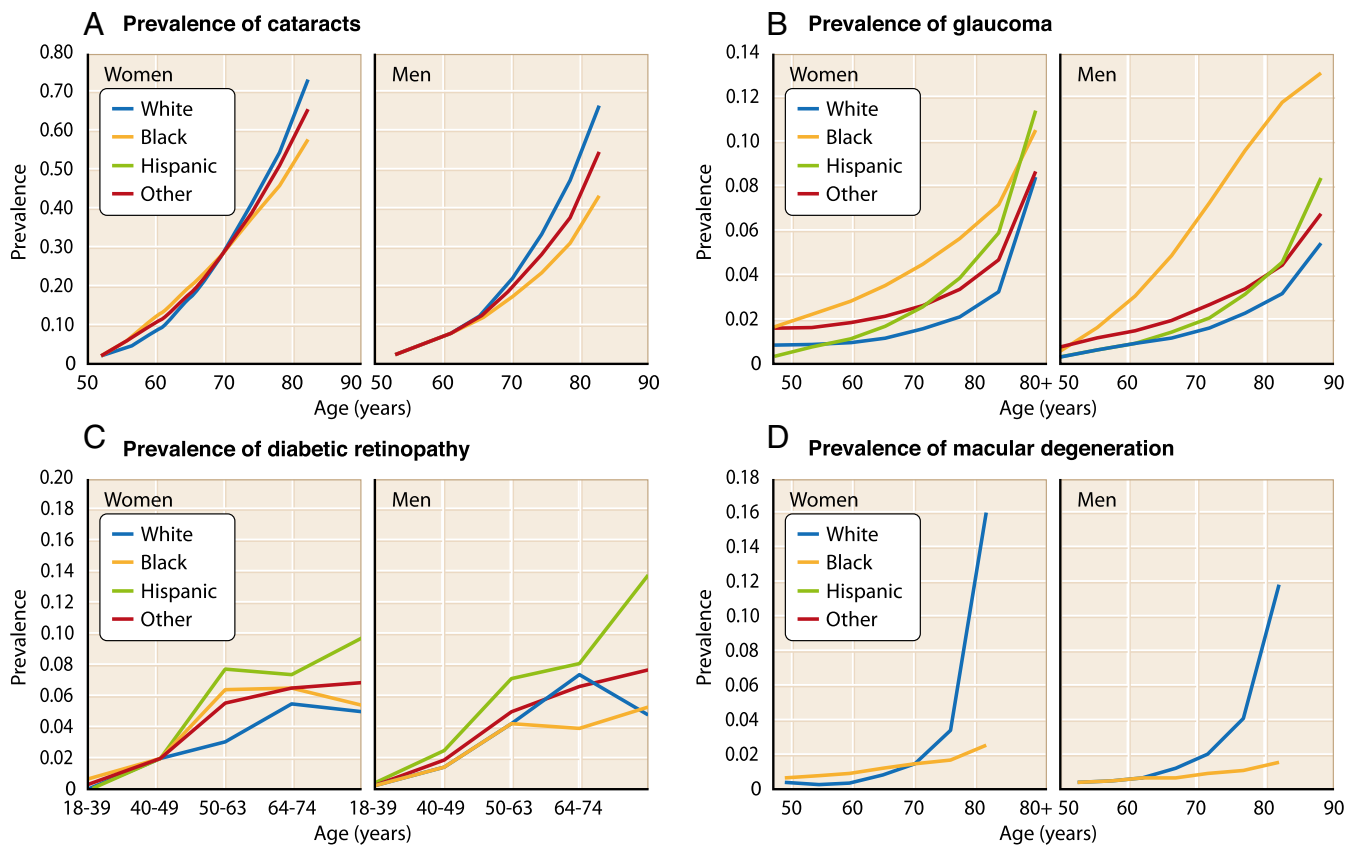 A Prevalence of cataracts
Prevalence
0.80
0.70
0.60
0.50
0.40
0.30
0.20
0.10
0
Women
White
Black
Hispanic
Other
Men
50 60 70 80 90 50 60 70 80 90
Age (years)
B Prevalence of glaucoma
Prevalence
0.14
0.12
0.10
0.08
0.06
0.04
0.02
0
Women
White
Black
Hispanic
Other
Men
50 60 70 80 80+ 50 60 70 80 90
Age (years)
C Prevalence of diabetic retinopathy
Prevalence
0.20
0.18
0.16
0.14
0.12
0.10
0.08
0.06
0.04
0.02
0
Women
White
Black
Hispanic
Other
Men
18-39 40-49 50-63 64-74 18-39 40-49 50-63 64-74
Age (years)
D Prevalence of macular degeneration
Prevalence
0.18
0.16
0.14
0.12
0.10
0.08
0.06
0.04
0.02
0
Women
White
Black
Hispanic
Other
Men
50 60 70 80 80+ 50 60 70 80 90
Age (years)